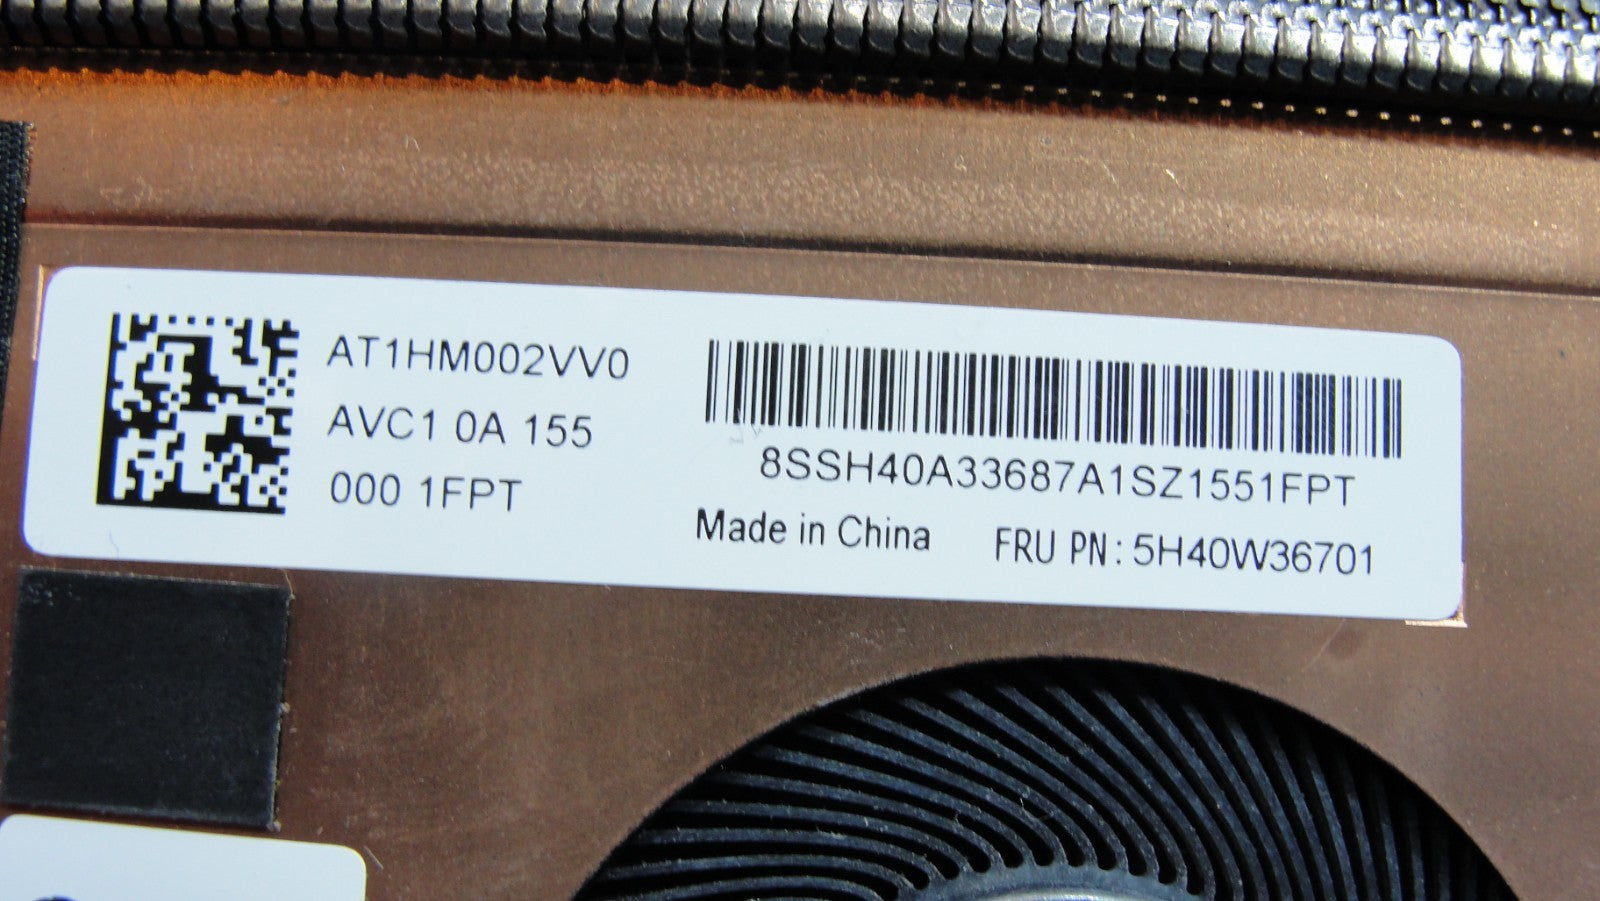 AT1HM002VV0
AVC1 0A 155
000 1FPT
8SSH40A33687A1SZ1551FPT
Made in China FRU PN: 5H40W36701